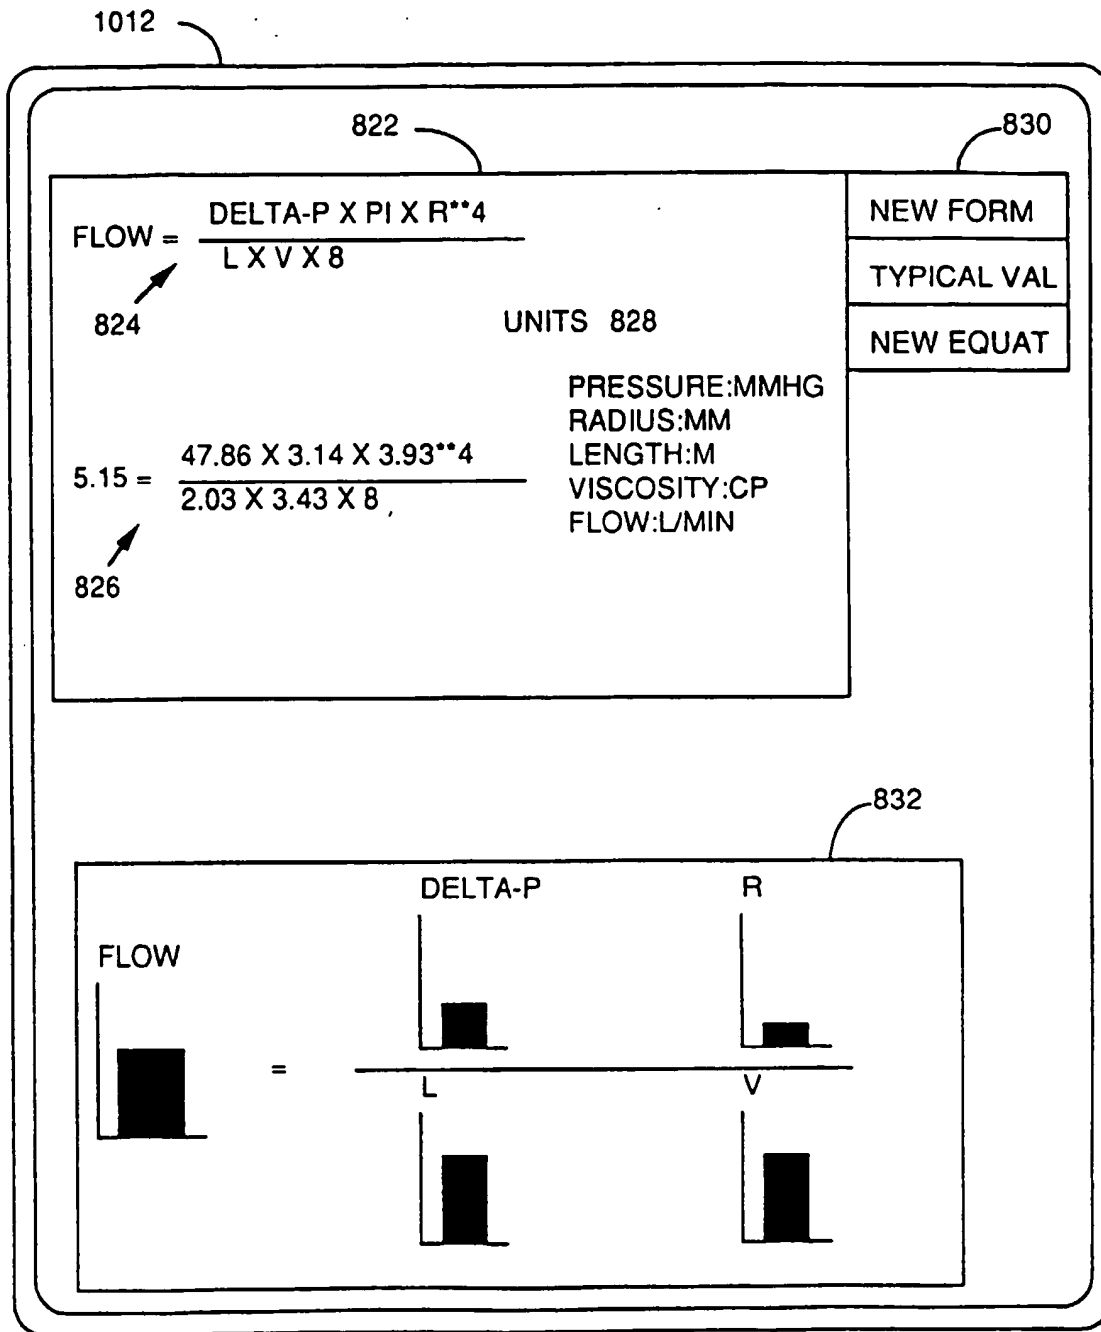 1012
822
830
FLOW =
DELTA-P X PI X R**4
L X V X 8
824
NEW FORM
TYPICAL VAL
NEW EQUAT
UNITS 828
PRESSURE:MMHG
RADIUS:MM
LENGTH:M
VISCOSITY:CP
FLOW:L/MIN
5.15 =
47.86 X 3.14 X 3.93**4
2.03 X 3.43 X 8
826
832
DELTA-P
R
FLOW
=
L
V